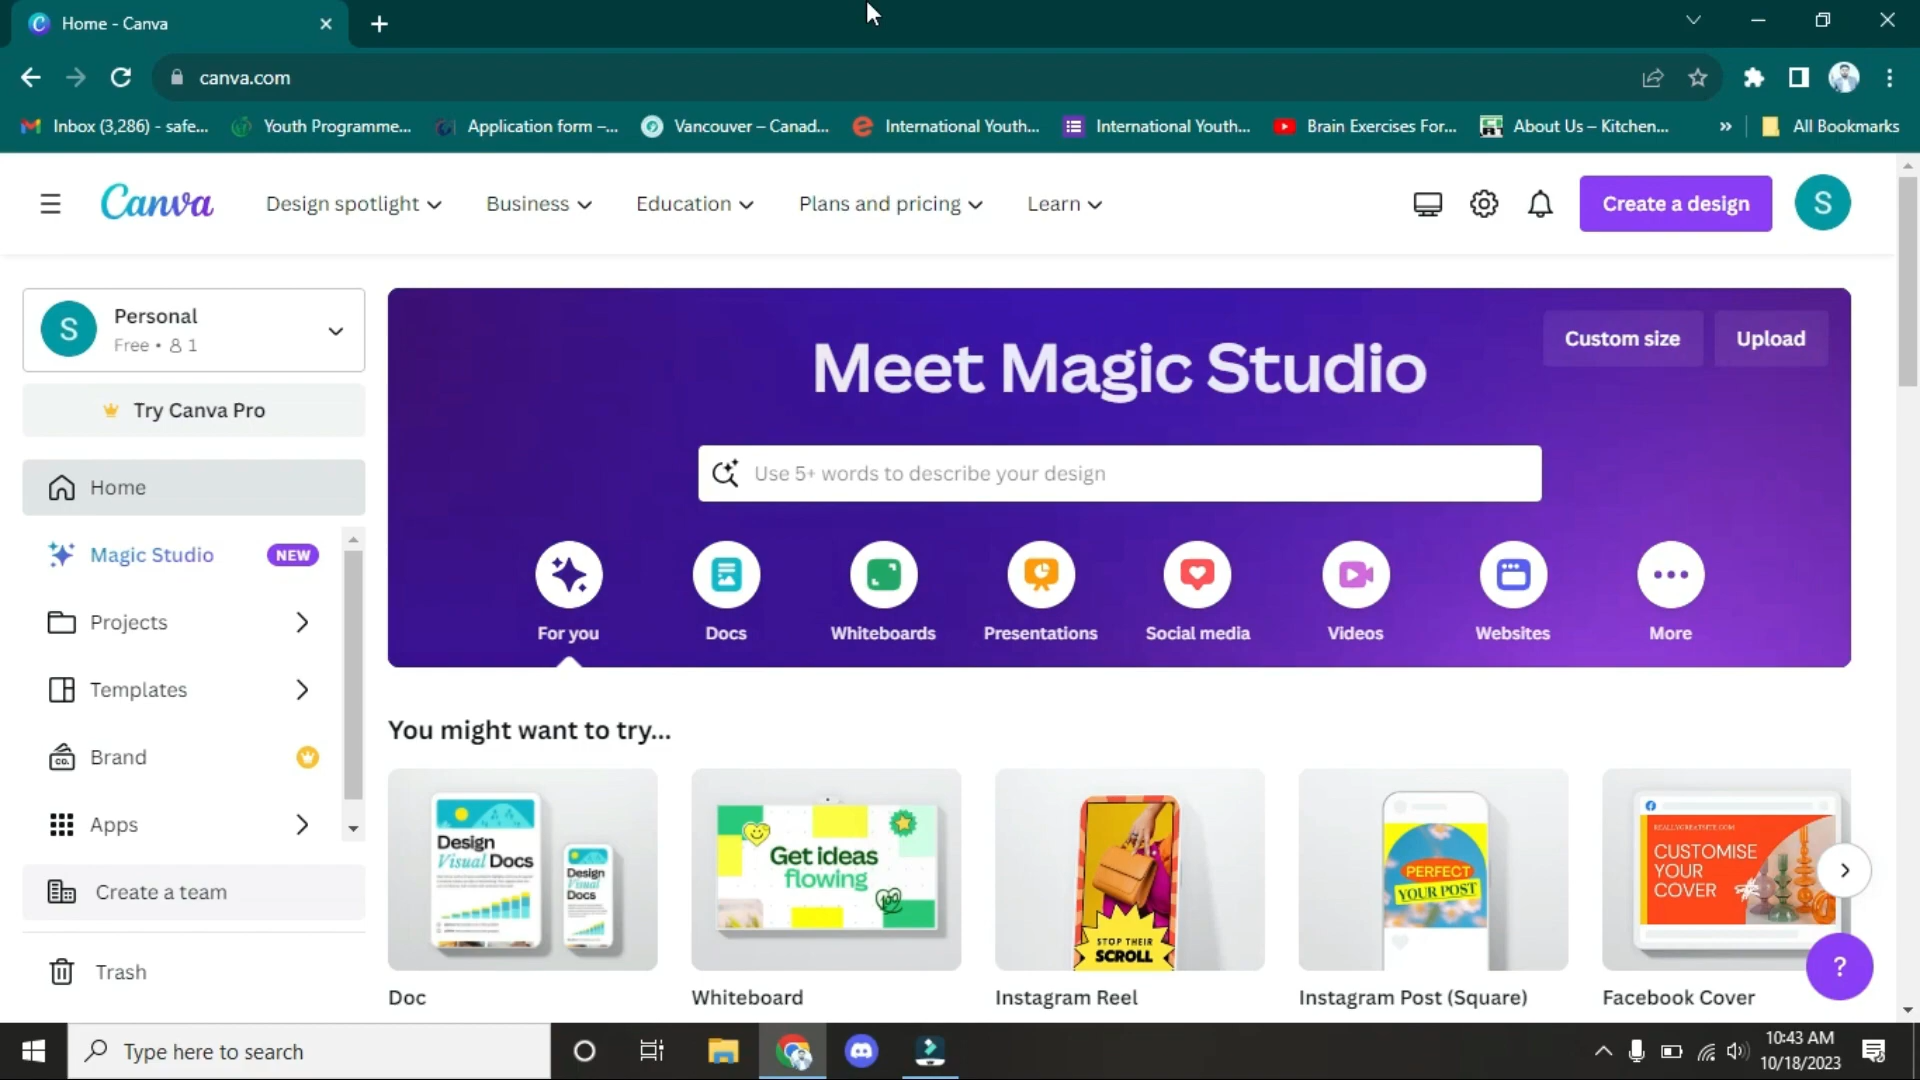 Home - Canva
canva.com
Inbox (3,286) - safe...
Youth Programme...
Application form –...
Vancouver – Canad...
International Youth...
International Youth...
Brain Exercises For...
About Us – Kitchen...
»
All Bookmarks
Canva
Design spotlight
Business
Education
Plans and pricing
Learn
Create a design
S
S
Personal
Free • 1
Try Canva Pro
Home
Magic Studio NEW
Projects
Templates
CO.
Brand
Apps
Create a team
Trash
Meet Magic Studio
Custom size
Upload
Use 5+ words to describe your design
For you
Docs
Whiteboards
Presentations
Social media
Videos
Websites
More
You might want to try...
Design
Visual Docs
Design
Visual
Docs
Doc
Get ideas
flowing
100
Whiteboard
STOP THEIR
SCROLL
Instagram Reel
PERFECT
YOUR POST
Instagram Post (Square)
REALLYGREATSITE.COM
CUSTOMISE
YOUR
COVER
Facebook Cover
?
Type here to search
10:43 AM
10/18/2023